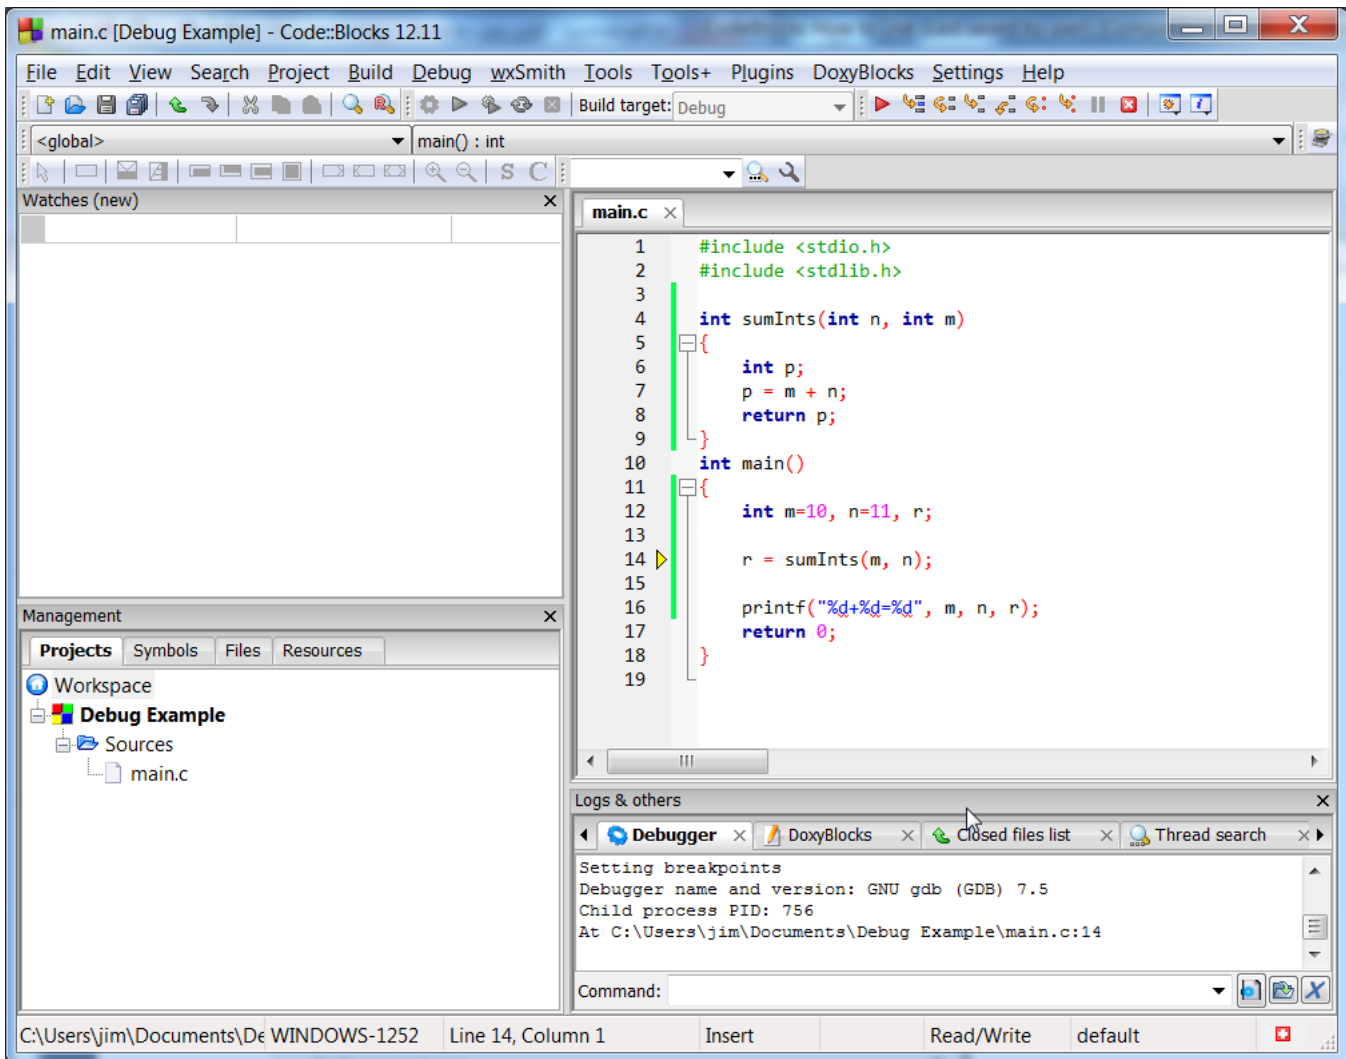 main.c [Debug Example] - Code::Blocks 12.11
File Edit View Search Project Build Debug wxSmith Tools Tools+ Plugins DoxyBlocks Settings Help
Build target: Debug
<global> main() : int
S C
Watches (new)
main.c
1 #include <stdio.h>
2 #include <stdlib.h>
3
4 int sumInts(int n, int m)
5 {
6 int p;
7 p = m + n;
8 return p;
9 }
10 int main()
11 {
12 int m=10, n=11, r;
13
14 r = sumInts(m, n);
15
16 printf("%d+%d=%d", m, n, r);
17 return 0;
18 }
19
Management
Projects Symbols Files Resources
Workspace
Debug Example
Sources
main.c
Logs & others
Debugger DoxyBlocks Closed files list Thread search
Setting breakpoints
Debugger name and version: GNU gdb (GDB) 7.5
Child process PID: 756
At C:\Users\jim\Documents\Debug Example\main.c:14
Command:
C:\Users\jim\Documents\De WINDOWS-1252 Line 14, Column 1 Insert Read/Write default